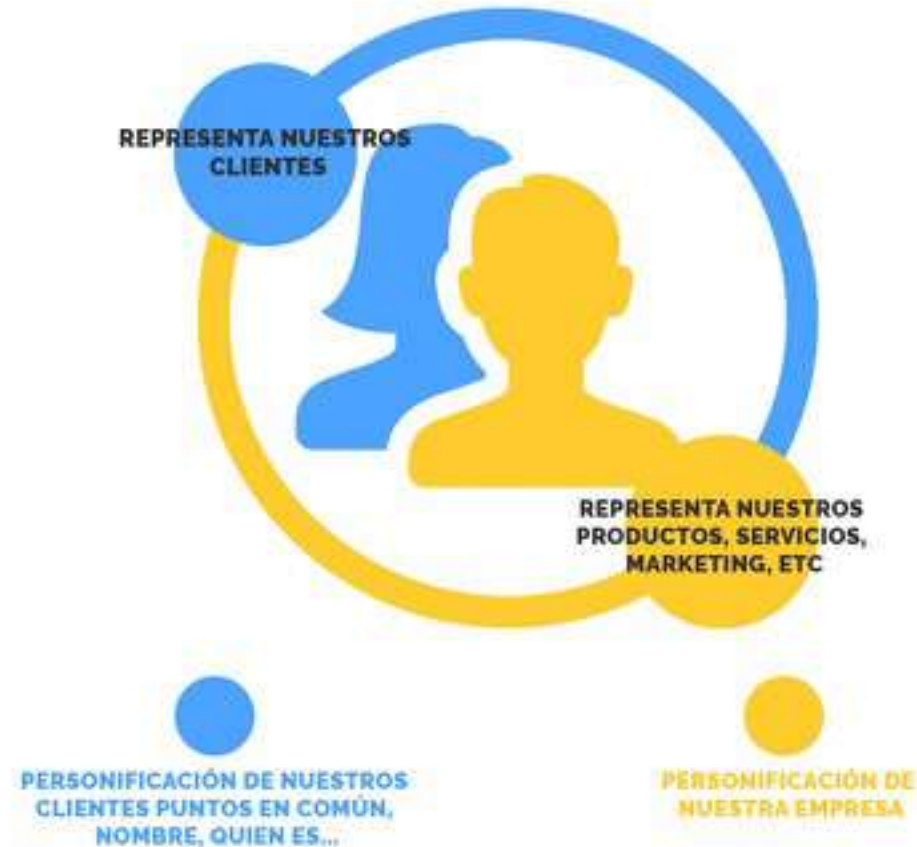 REPRESENTA NUESTROS
CLIENTES
REPRESENTA NUESTROS
PRODUCTOS, SERVICIOS,
MARKETING, ETC
PERSONIFICACIÓN DE NUESTROS
CLIENTES PUNTOS EN COMÚN,
NOMBRE, QUIEN ES...
PERSONIFICACIÓN DE
NUESTRA EMPRESA